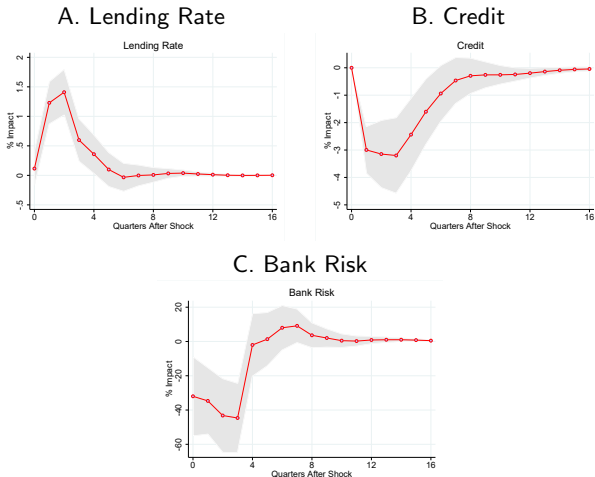 A. Lending Rate
Lending Rate
% Impact
2
1.5
1
.5
0
-.5
0 4 8 12 16
Quarters After Shock
B. Credit
Credit
% Impact
0
-1
-2
-3
-4
-5
0 4 8 12 16
Quarters After Shock
C. Bank Risk
Bank Risk
% Impact
20
0
-20
-40
-60
0 4 8 12 16
Quarters After Shock